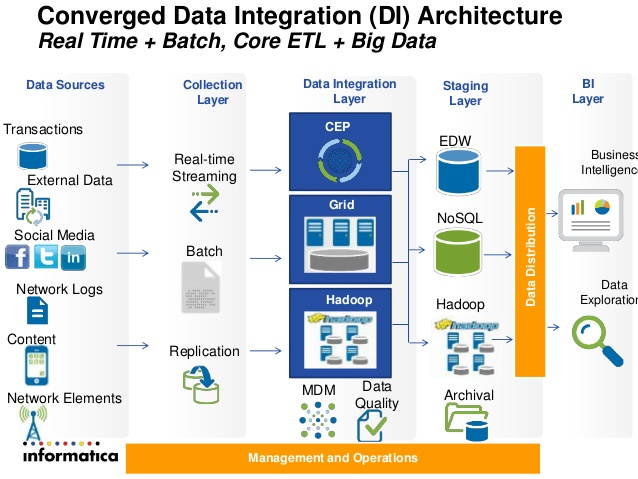 Converged Data Integration (DI) Architecture
Real Time + Batch, Core ETL + Big Data
Data Sources
Transactions
External Data
Social Media
f
t
in
Network Logs
Content
Network Elements
informatica
Collection
Layer
Real-time
Streaming
Batch
Replication
Data Integration
Layer
CEP
Grid
Hadoop
hadoop
MDM
Data
Quality
Staging
Layer
EDW
NoSQL
Hadoop
hadoop
Archival
Data Distribution
BI
Layer
Business
Intelligence
Data
Exploration
Management and Operations